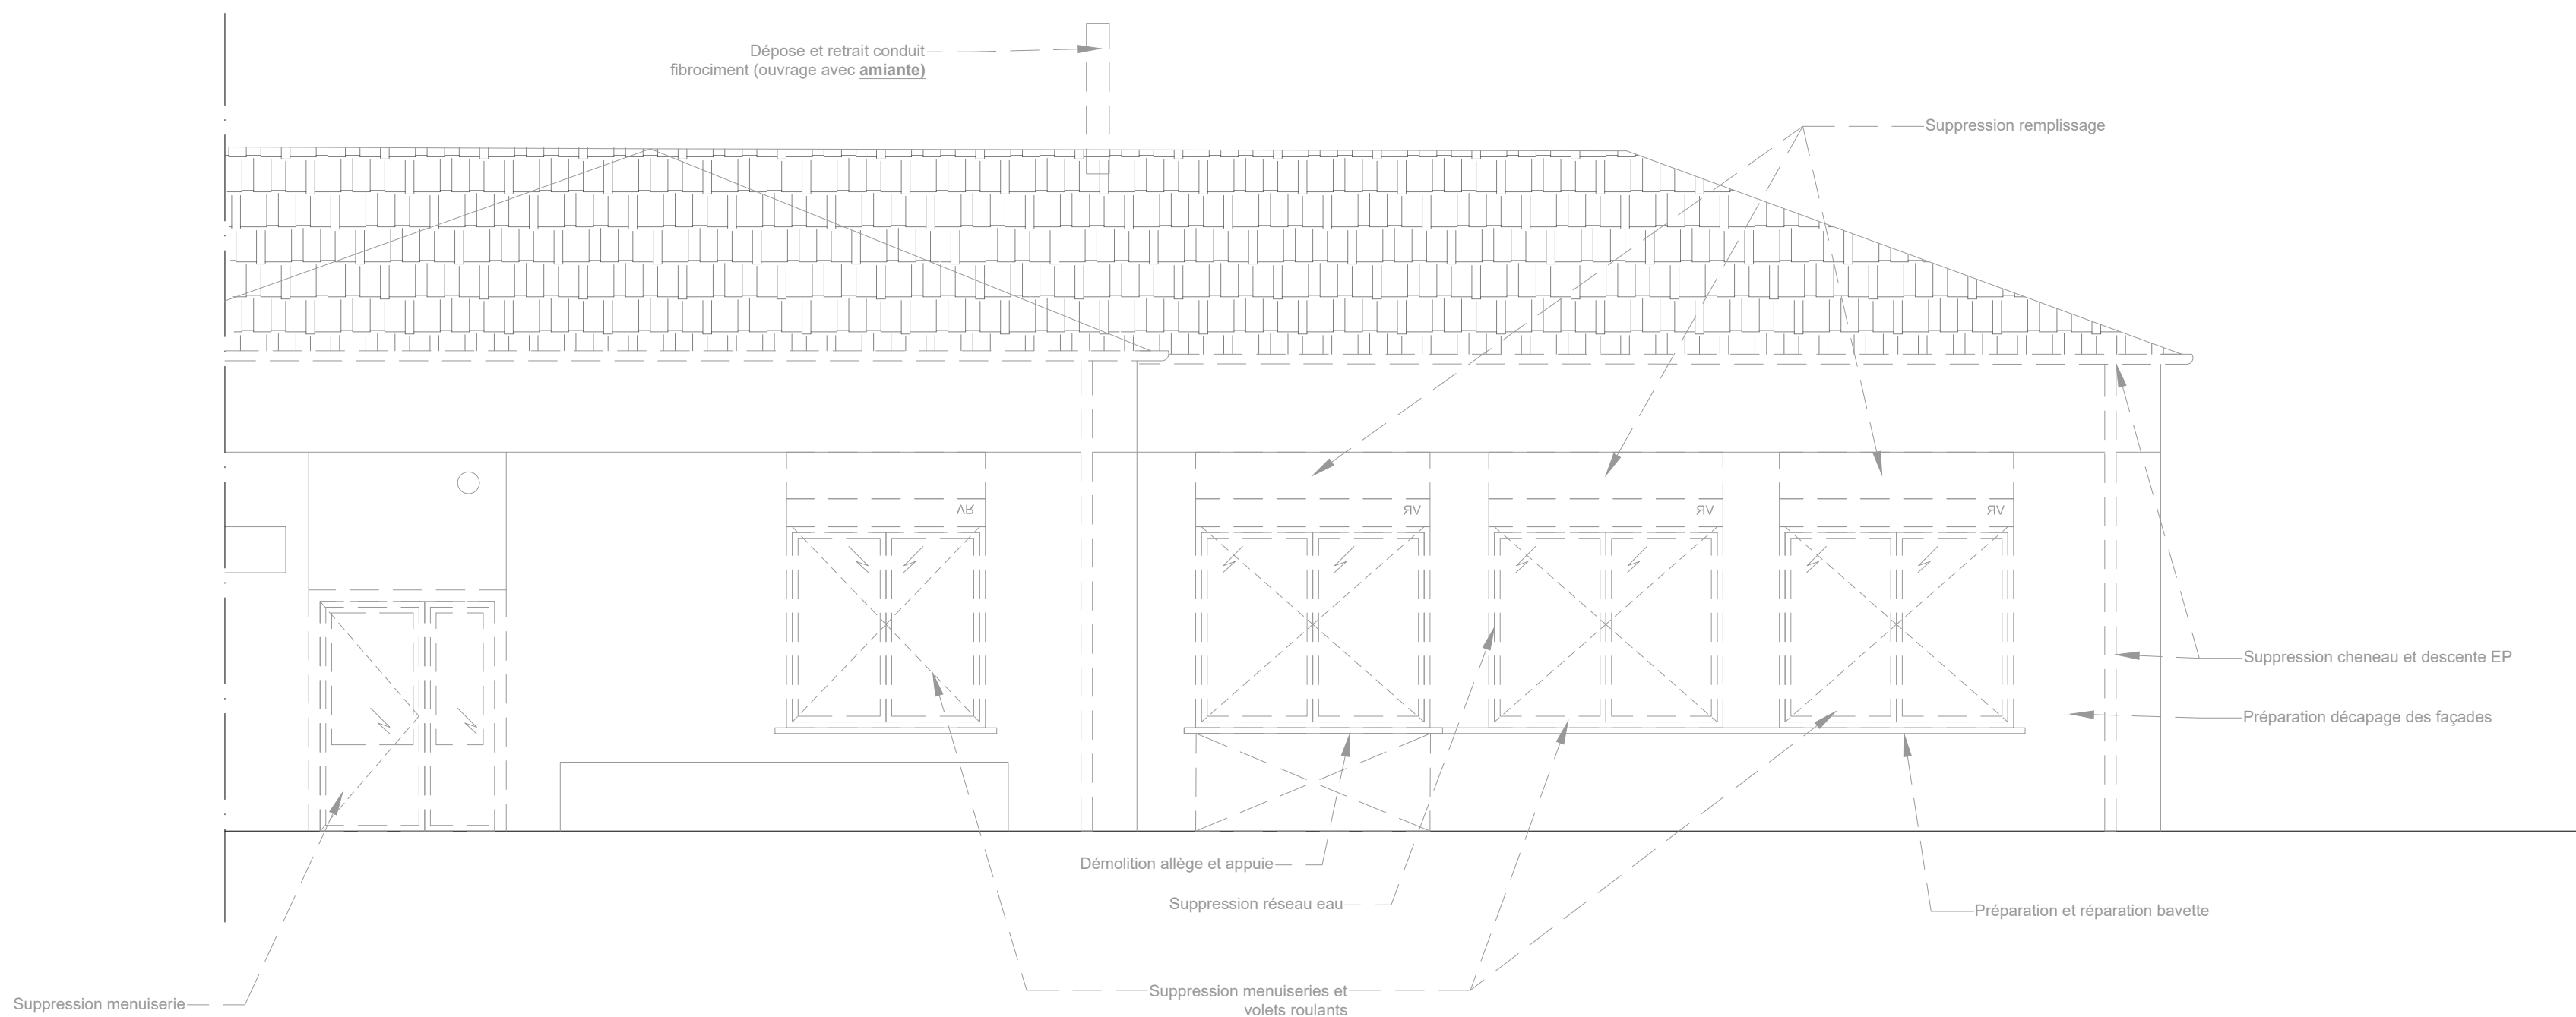 Dépose et retrait conduit
fibrociment (ouvrage avec amiante)
Suppression remplissage
VR
VR
VR
VR
Suppression cheneau et descente EP
Préparation décapage des façades
Démolition allège et appuie
Suppression réseau eau
Préparation et réparation bavette
Suppression menuiseries et
volets roulants
Suppression menuiserie